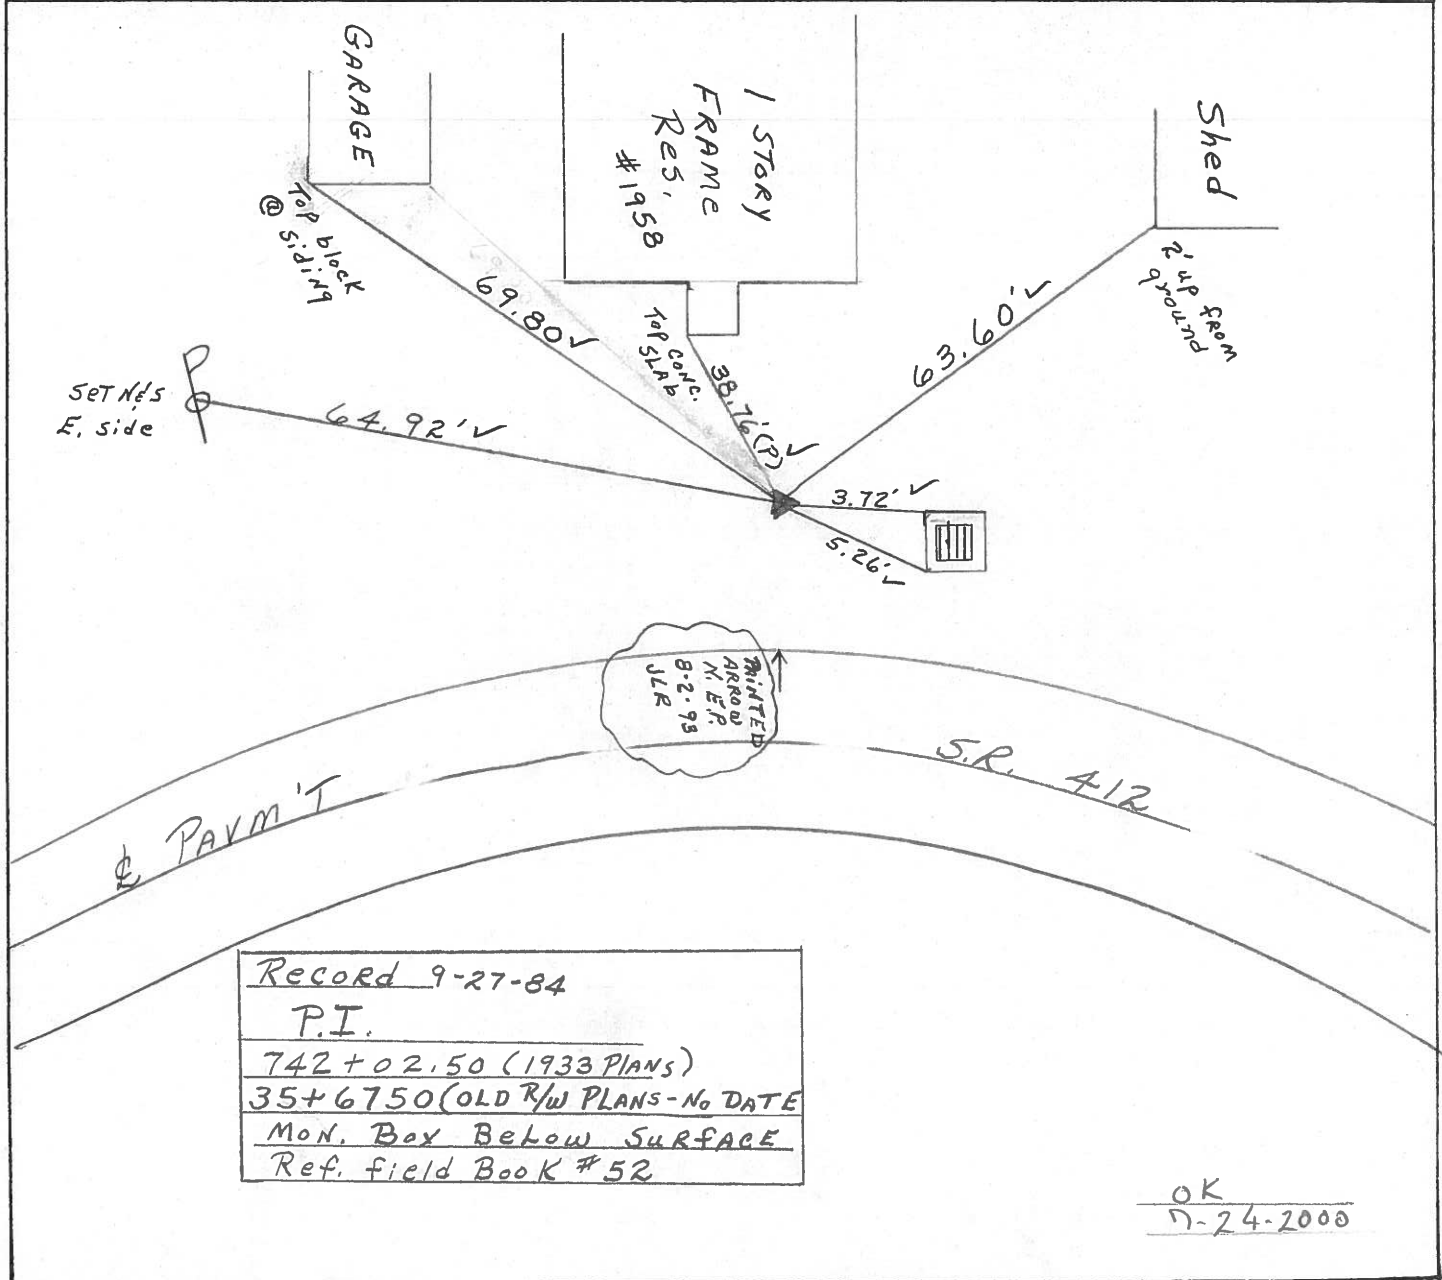 GARAGE
1 STORY
FRAME
Res.
#1958
Shed
Top block
@ siding
2' up from
ground
69.80 ✓
Top conc.
SLAb
38.76'(P) ✓
63.60' ✓
SeT N&S
E. side
64.92' ✓
3.72' ✓
5.26' ✓
PAINTED
ARROW
N.E.P.
8-2-93
JLR
℄ PAVM'T
S.R. 412
Record 9-27-84
P.I.
742+02.50 (1933 PlANs)
35+6750(OLD R/W PLANS-No DATE
MON. Box BeLow SuRfACE
Ref. field Book #52
OK
7-24-2000